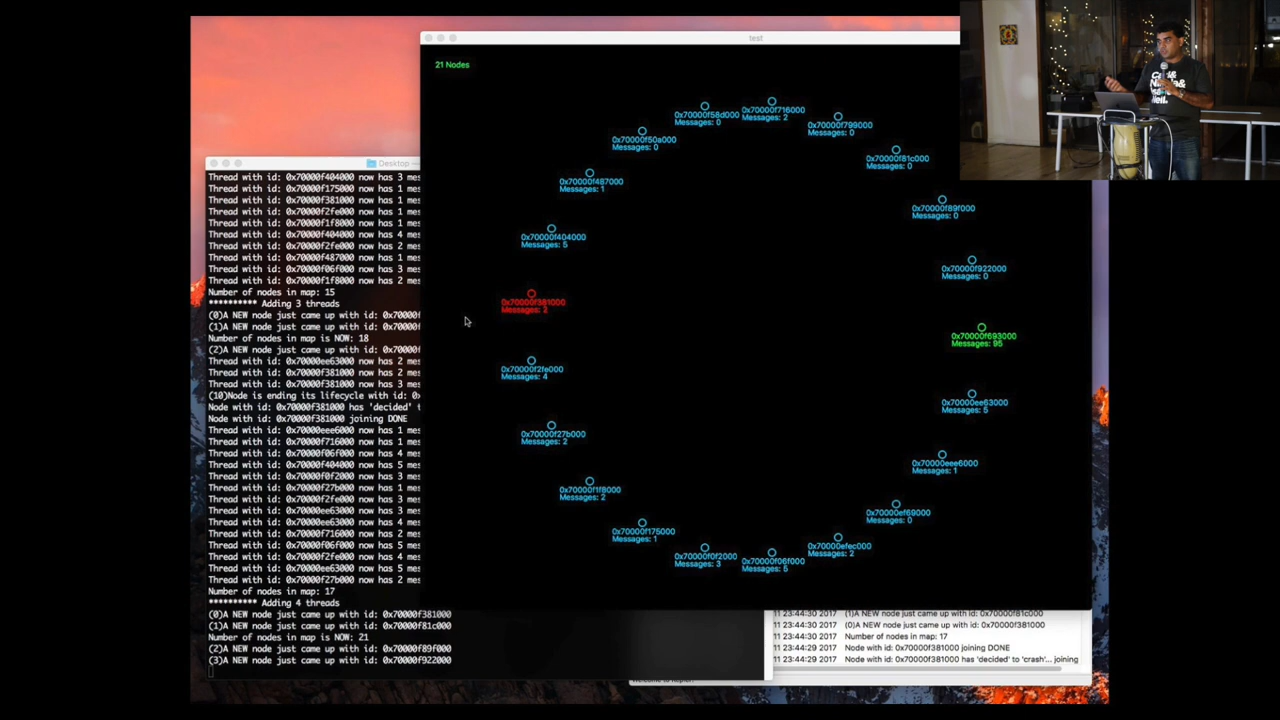 test
21 Nodes
0x70000f58d000
Messages: 0
0x70000f716000
Messages: 2
0x70000f799000
Messages: 0
0x70000f50a000
Messages: 0
0x70000f81c000
Messages: 0
0x70000f487000
Messages: 1
0x70000f89f000
Messages: 0
0x70000f404000
Messages: 5
0x70000f922000
Messages: 0
0x70000f381000
Messages: 2
0x70000f693000
Messages: 95
0x70000f2fe000
Messages: 4
0x70000ee63000
Messages: 5
0x70000f27b000
Messages: 2
0x70000eee6000
Messages: 1
0x70000f1f8000
Messages: 2
0x70000ef69000
Messages: 0
0x70000f175000
Messages: 1
0x70000efec000
Messages: 2
0x70000f0f2000
Messages: 3
0x70000f06f000
Messages: 5
Desktop —
Thread with id: 0x70000f404000 now has 3 mes
Thread with id: 0x70000f175000 now has 1 mes
Thread with id: 0x70000f381000 now has 1 mes
Thread with id: 0x70000f2fe000 now has 1 mes
Thread with id: 0x70000f1f8000 now has 1 mes
Thread with id: 0x70000f404000 now has 4 mes
Thread with id: 0x70000f2fe000 now has 2 mes
Thread with id: 0x70000f487000 now has 1 mes
Thread with id: 0x70000f06f000 now has 3 mes
Thread with id: 0x70000f1f8000 now has 2 mes
Number of nodes in map: 15
********** Adding 3 threads
(0)A NEW node just came up with id: 0x70000f
(1)A NEW node just came up with id: 0x70000f
Number of nodes in map is NOW: 18
(2)A NEW node just came up with id: 0x70000f
Thread with id: 0x70000ee63000 now has 2 mes
Thread with id: 0x70000f381000 now has 2 mes
Thread with id: 0x70000f381000 now has 3 mes
(10)Node is ending its lifecycle with id: 0x
Node with id: 0x70000f381000 has 'decided' t
Node with id: 0x70000f381000 joining DONE
Thread with id: 0x70000eee6000 now has 1 mes
Thread with id: 0x70000f716000 now has 1 mes
Thread with id: 0x70000f06f000 now has 4 mes
Thread with id: 0x70000f404000 now has 5 mes
Thread with id: 0x70000f0f2000 now has 3 mes
Thread with id: 0x70000f27b000 now has 1 mes
Thread with id: 0x70000f2fe000 now has 3 mes
Thread with id: 0x70000ee63000 now has 3 mes
Thread with id: 0x70000ee63000 now has 4 mes
Thread with id: 0x70000f716000 now has 2 mes
Thread with id: 0x70000f06f000 now has 5 mes
Thread with id: 0x70000f2fe000 now has 4 mes
Thread with id: 0x70000ee63000 now has 5 mes
Thread with id: 0x70000f27b000 now has 2 mes
Number of nodes in map: 17
********** Adding 4 threads
(0)A NEW node just came up with id: 0x70000f381000
(1)A NEW node just came up with id: 0x70000f81c000
Number of nodes in map is NOW: 21
(2)A NEW node just came up with id: 0x70000f89f000
(3)A NEW node just came up with id: 0x70000f922000
11 23:44:30 2017 (1)A NEW node just came up with id: 0x70000f81c000
11 23:44:30 2017 (0)A NEW node just came up with id: 0x70000f381000
11 23:44:30 2017 Number of nodes in map: 17
11 23:44:29 2017 Node with id: 0x70000f381000 joining DONE
11 23:44:29 2017 Node with id: 0x70000f381000 has 'decided' to 'crash'... joining